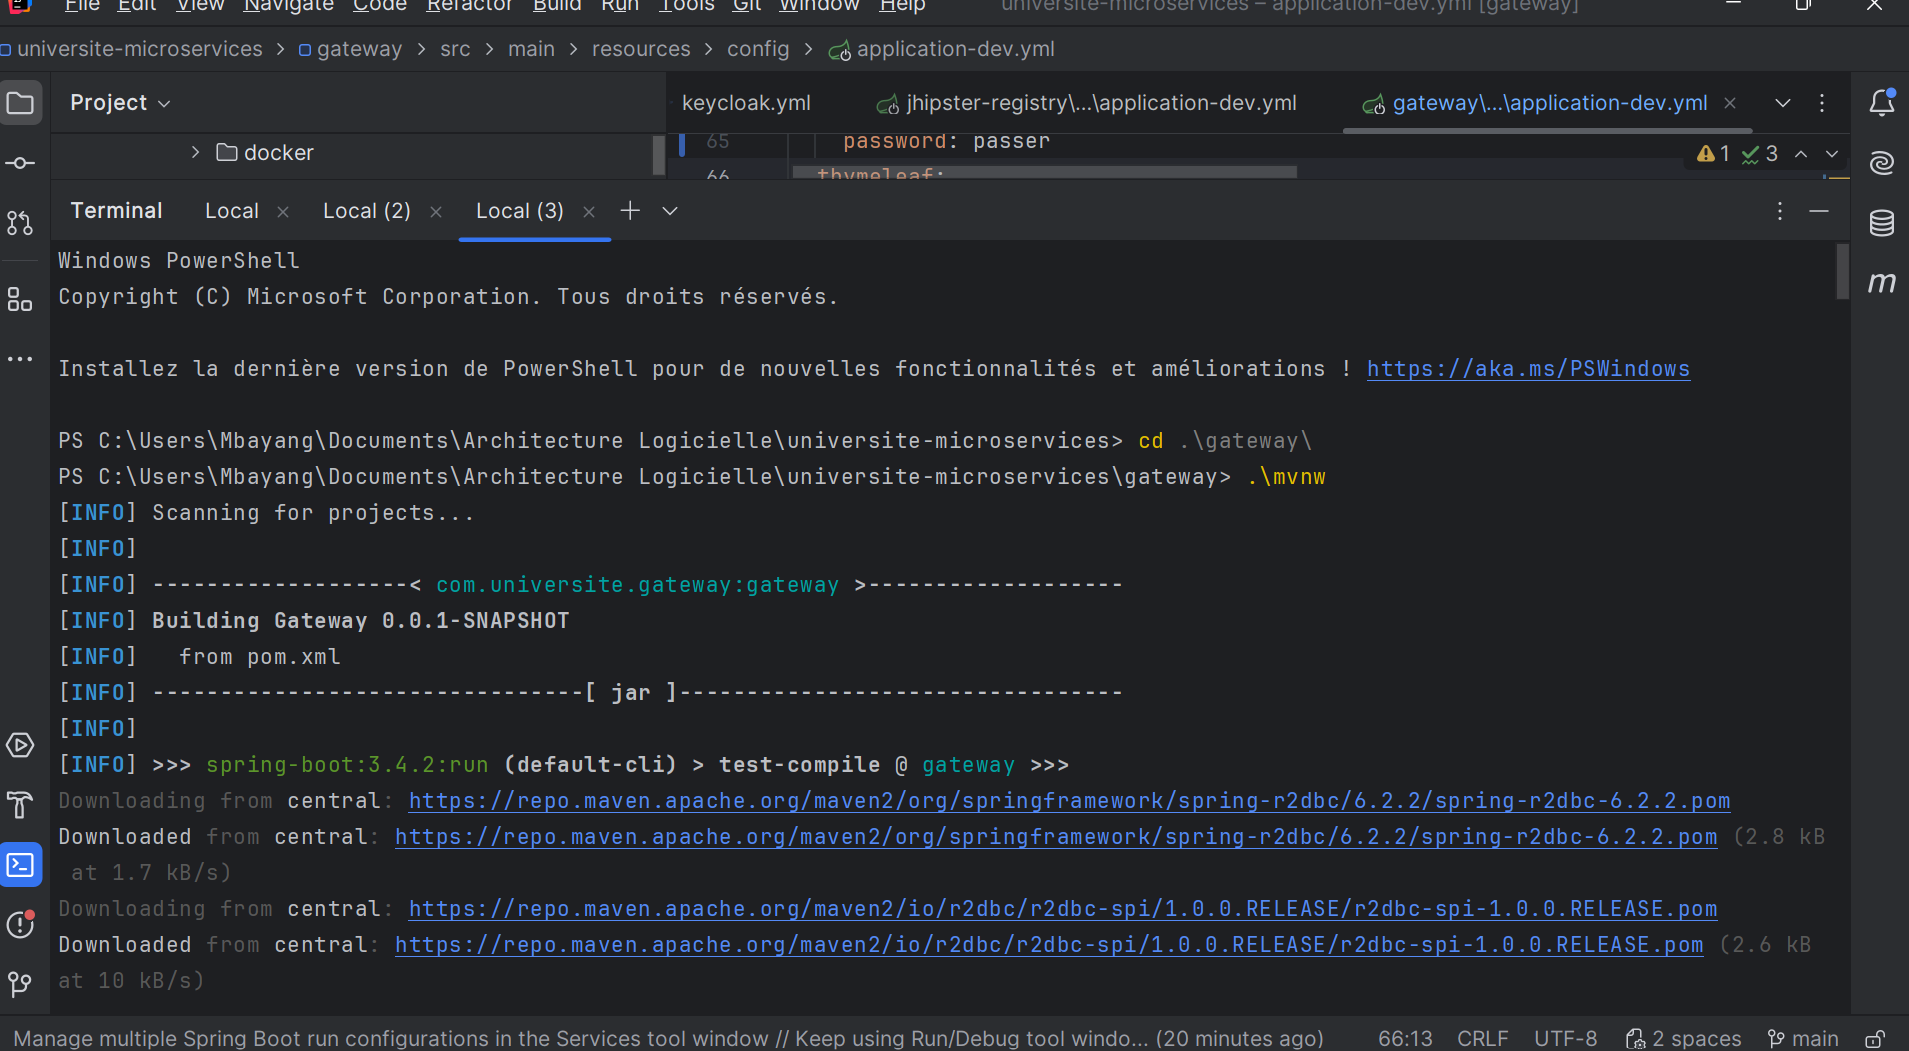 File Edit View Navigate Code Refactor Build Run Tools Git Window Help universite-microservices – application-dev.yml [gateway]
universite-microservices > gateway > src > main > resources > config > application-dev.yml
Project
keycloak.yml jhipster-registry\...\application-dev.yml gateway\...\application-dev.yml
docker
65 password: passer
1 3
66 thymeleaf:
Terminal Local Local (2) Local (3)
Windows PowerShell
Copyright (C) Microsoft Corporation. Tous droits réservés.
Installez la dernière version de PowerShell pour de nouvelles fonctionnalités et améliorations ! https://aka.ms/PSWindows
PS C:\Users\Mbayang\Documents\Architecture Logicielle\universite-microservices> cd .\gateway\
PS C:\Users\Mbayang\Documents\Architecture Logicielle\universite-microservices\gateway> .\mvnw
[INFO] Scanning for projects...
[INFO]
[INFO] -------------------< com.universite.gateway:gateway >-------------------
[INFO] Building Gateway 0.0.1-SNAPSHOT
[INFO]   from pom.xml
[INFO] --------------------------------[ jar ]---------------------------------
[INFO]
[INFO] >>> spring-boot:3.4.2:run (default-cli) > test-compile @ gateway >>>
Downloading from central: https://repo.maven.apache.org/maven2/org/springframework/spring-r2dbc/6.2.2/spring-r2dbc-6.2.2.pom
Downloaded from central: https://repo.maven.apache.org/maven2/org/springframework/spring-r2dbc/6.2.2/spring-r2dbc-6.2.2.pom (2.8 kB
at 1.7 kB/s)
Downloading from central: https://repo.maven.apache.org/maven2/io/r2dbc/r2dbc-spi/1.0.0.RELEASE/r2dbc-spi-1.0.0.RELEASE.pom
Downloaded from central: https://repo.maven.apache.org/maven2/io/r2dbc/r2dbc-spi/1.0.0.RELEASE/r2dbc-spi-1.0.0.RELEASE.pom (2.6 kB
at 10 kB/s)
Manage multiple Spring Boot run configurations in the Services tool window // Keep using Run/Debug tool windo... (20 minutes ago) 66:13 CRLF UTF-8 2 spaces main